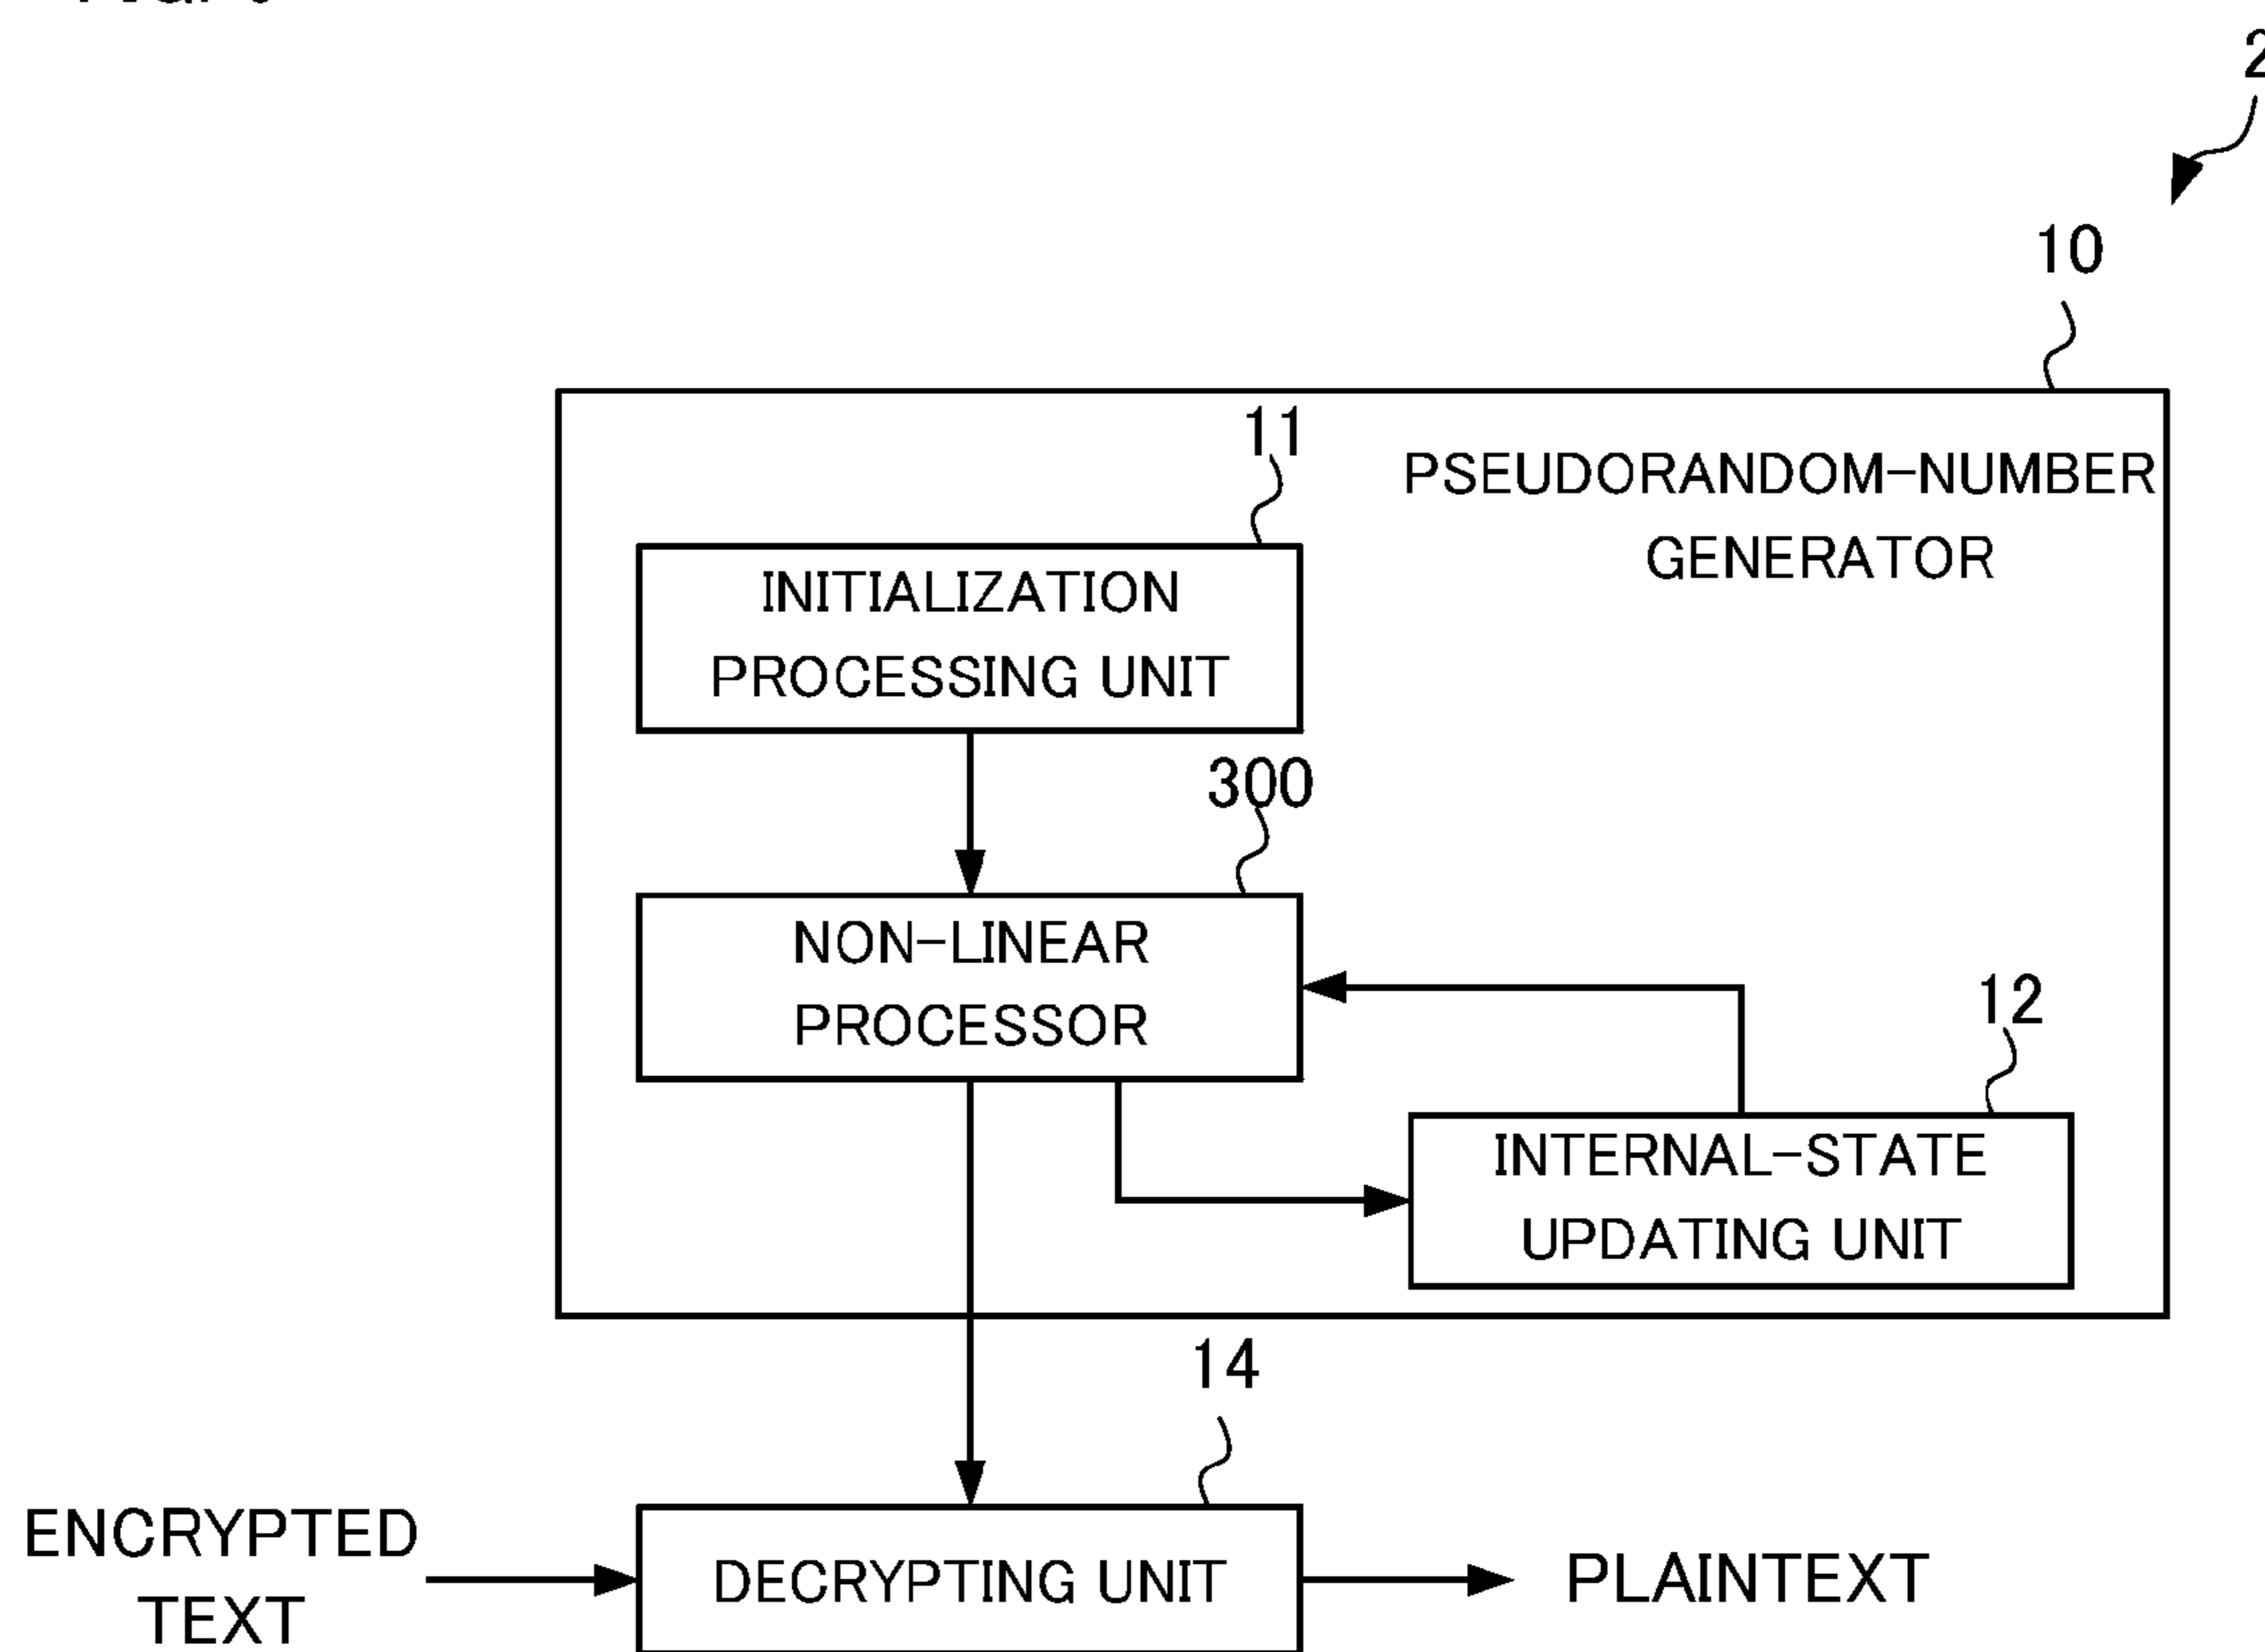 2
10
11
PSEUDORANDOM-NUMBER
GENERATOR
INITIALIZATION
PROCESSING UNIT
300
NON-LINEAR
PROCESSOR
12
INTERNAL-STATE
UPDATING UNIT
14
ENCRYPTED
TEXT
DECRYPTING UNIT
PLAINTEXT